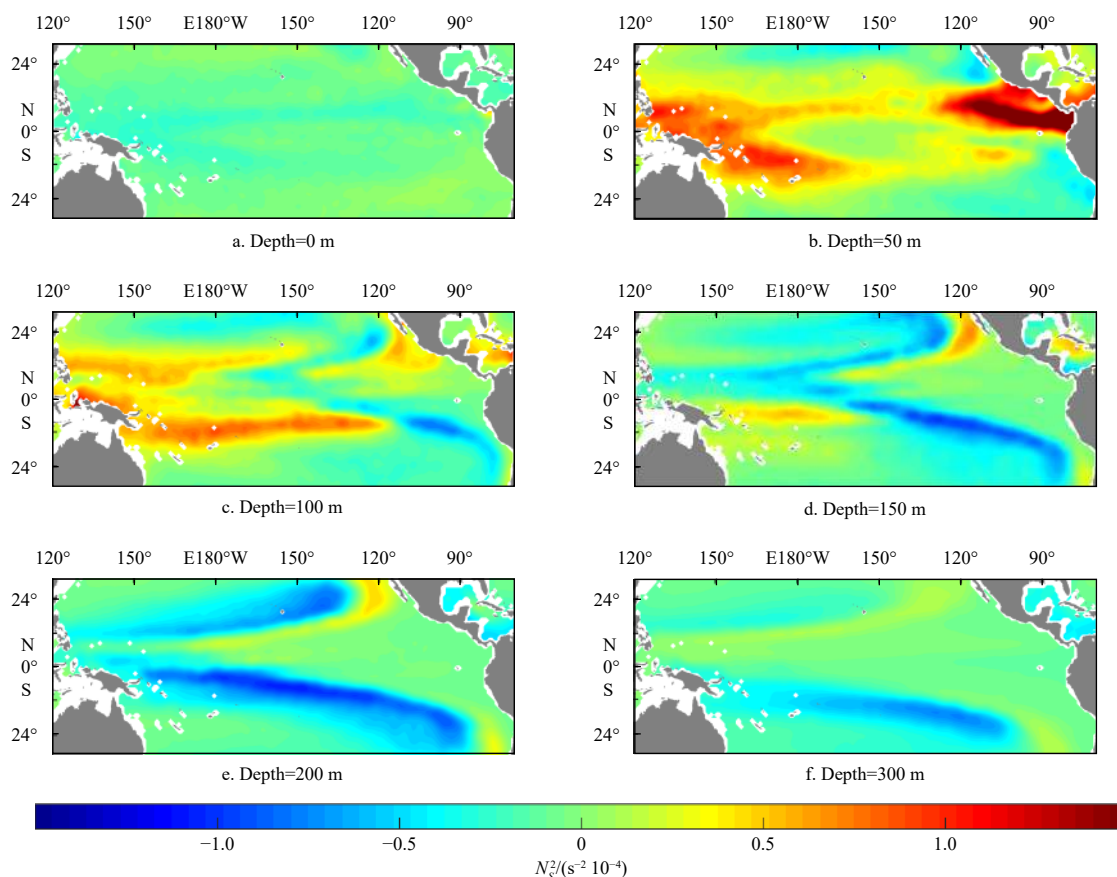 120° 150° E180°W 150° 120° 90° 120° 150° E180°W 150° 120° 90°
24° 24°
N N
0° 0°
S S
24° 24°
a. Depth=0 m b. Depth=50 m
120° 150° E180°W 150° 120° 90° 120° 150° E180°W 150° 120° 90°
24° 24°
N N
0° 0°
S S
24° 24°
c. Depth=100 m d. Depth=150 m
120° 150° E180°W 150° 120° 90° 120° 150° E180°W 150° 120° 90°
24° 24°
N N
0° 0°
S S
24° 24°
e. Depth=200 m f. Depth=300 m
−1.0 −0.5 0 0.5 1.0
N²ₛ/(s⁻² 10⁻⁴)